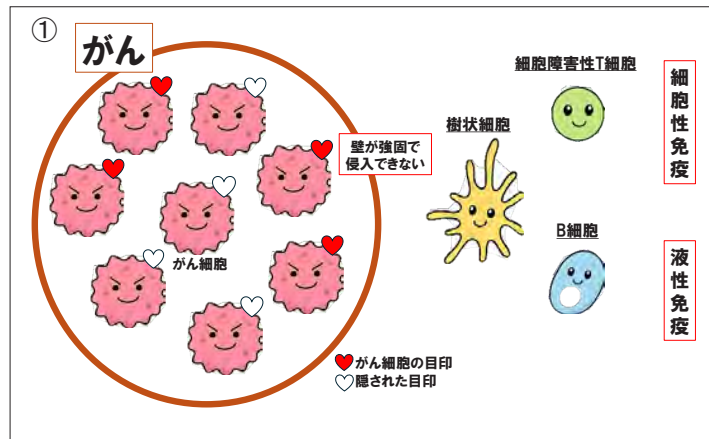 ①
がん
細胞障害性T細胞
細胞性免疫
樹状細胞
壁が強固で
侵入できない
B細胞
液性免疫
がん細胞
がん細胞の目印
隠された目印